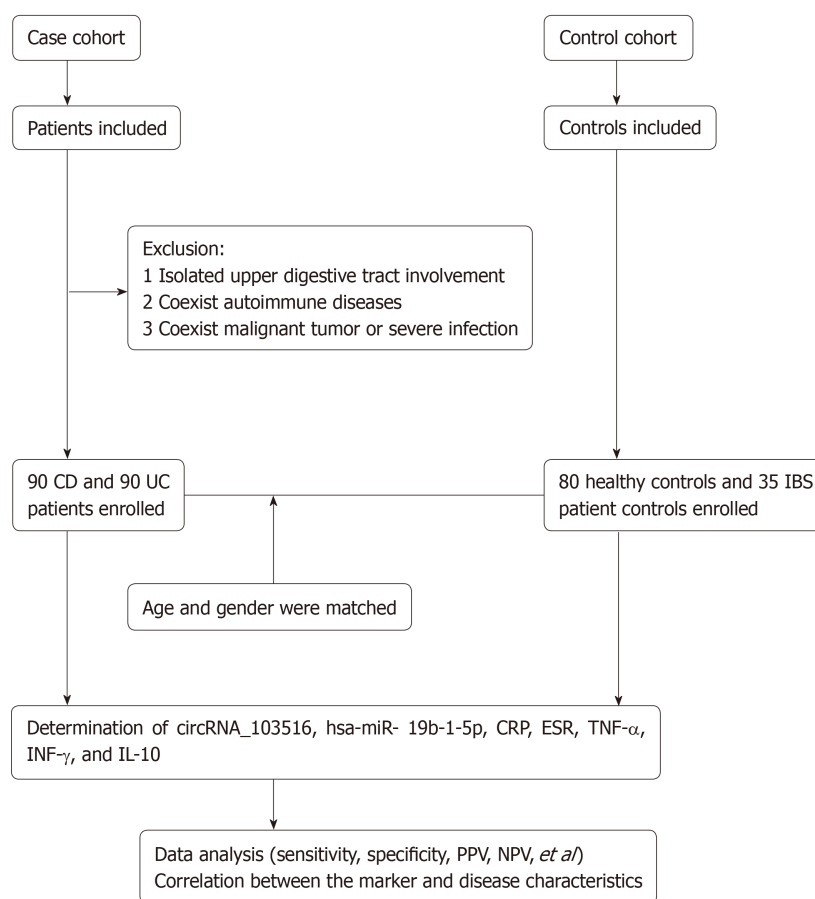 Case cohort
Control cohort
Patients included
Controls included
Exclusion:
1 Isolated upper digestive tract involvement
2 Coexist autoimmune diseases
3 Coexist malignant tumor or severe infection
90 CD and 90 UC
patients enrolled
80 healthy controls and 35 IBS
patient controls enrolled
Age and gender were matched
Determination of circRNA_103516, hsa-miR- 19b-1-5p, CRP, ESR, TNF-α,
INF-γ, and IL-10
Data analysis (sensitivity, specificity, PPV, NPV, et al)
Correlation between the marker and disease characteristics